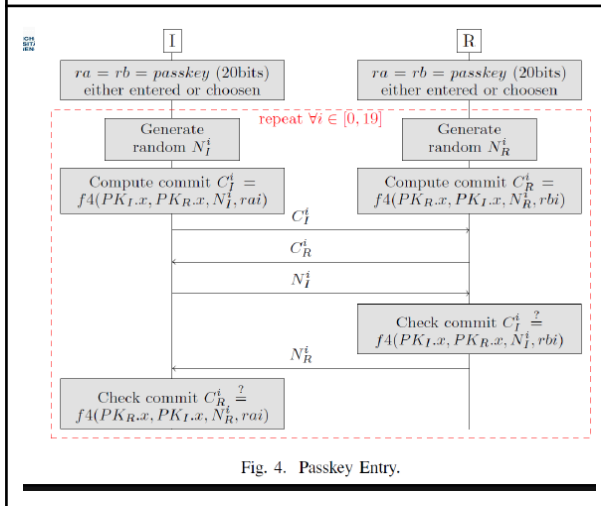 I
R
ra = rb = passkey (20bits)
either entered or choosen
ra = rb = passkey (20bits)
either entered or choosen
repeat ∀i ∈ [0, 19]
Generate
random N_I^i
Generate
random N_R^i
Compute commit C_I^i =
f4(PK_I.x, PK_R.x, N_I^i, rai)
Compute commit C_R^i =
f4(PK_R.x, PK_I.x, N_R^i, rbi)
C_I^i
C_R^i
N_I^i
Check commit C_I^i ≟
f4(PK_I.x, PK_R.x, N_I^i, rbi)
N_R^i
Check commit C_R^i ≟
f4(PK_R.x, PK_I.x, N_R^i, rai)
Fig. 4. Passkey Entry.